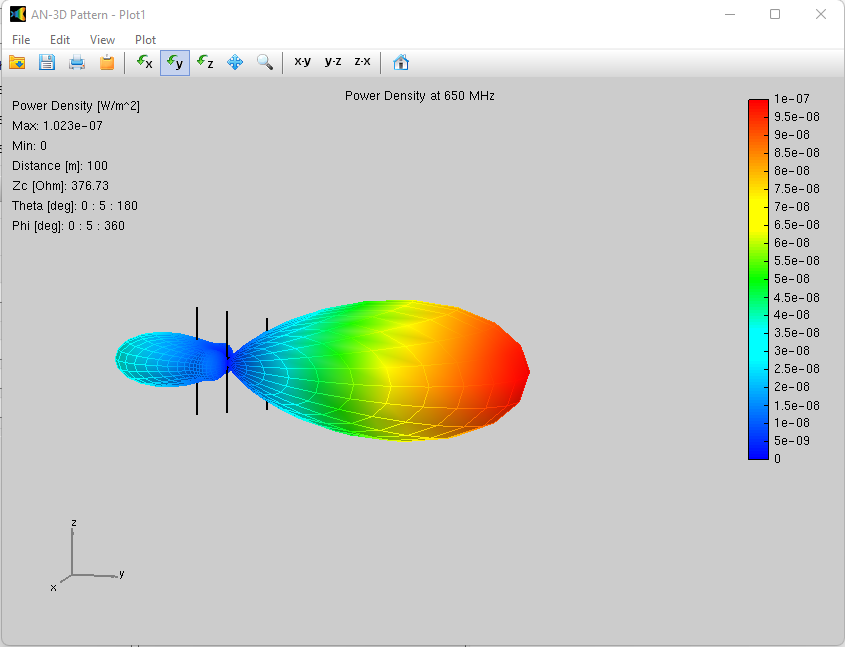 AN-3D Pattern - Plot1
File Edit View Plot
x y z x-y y-z z-x
Power Density at 650 MHz
Power Density [W/m^2]
Max: 1.023e-07
Min: 0
Distance [m]: 100
Zc [Ohm]: 376.73
Theta [deg]: 0 : 5 : 180
Phi [deg]: 0 : 5 : 360
1e-07
9.5e-08
9e-08
8.5e-08
8e-08
7.5e-08
7e-08
6.5e-08
6e-08
5.5e-08
5e-08
4.5e-08
4e-08
3.5e-08
3e-08
2.5e-08
2e-08
1.5e-08
1e-08
5e-09
0
z
y
x